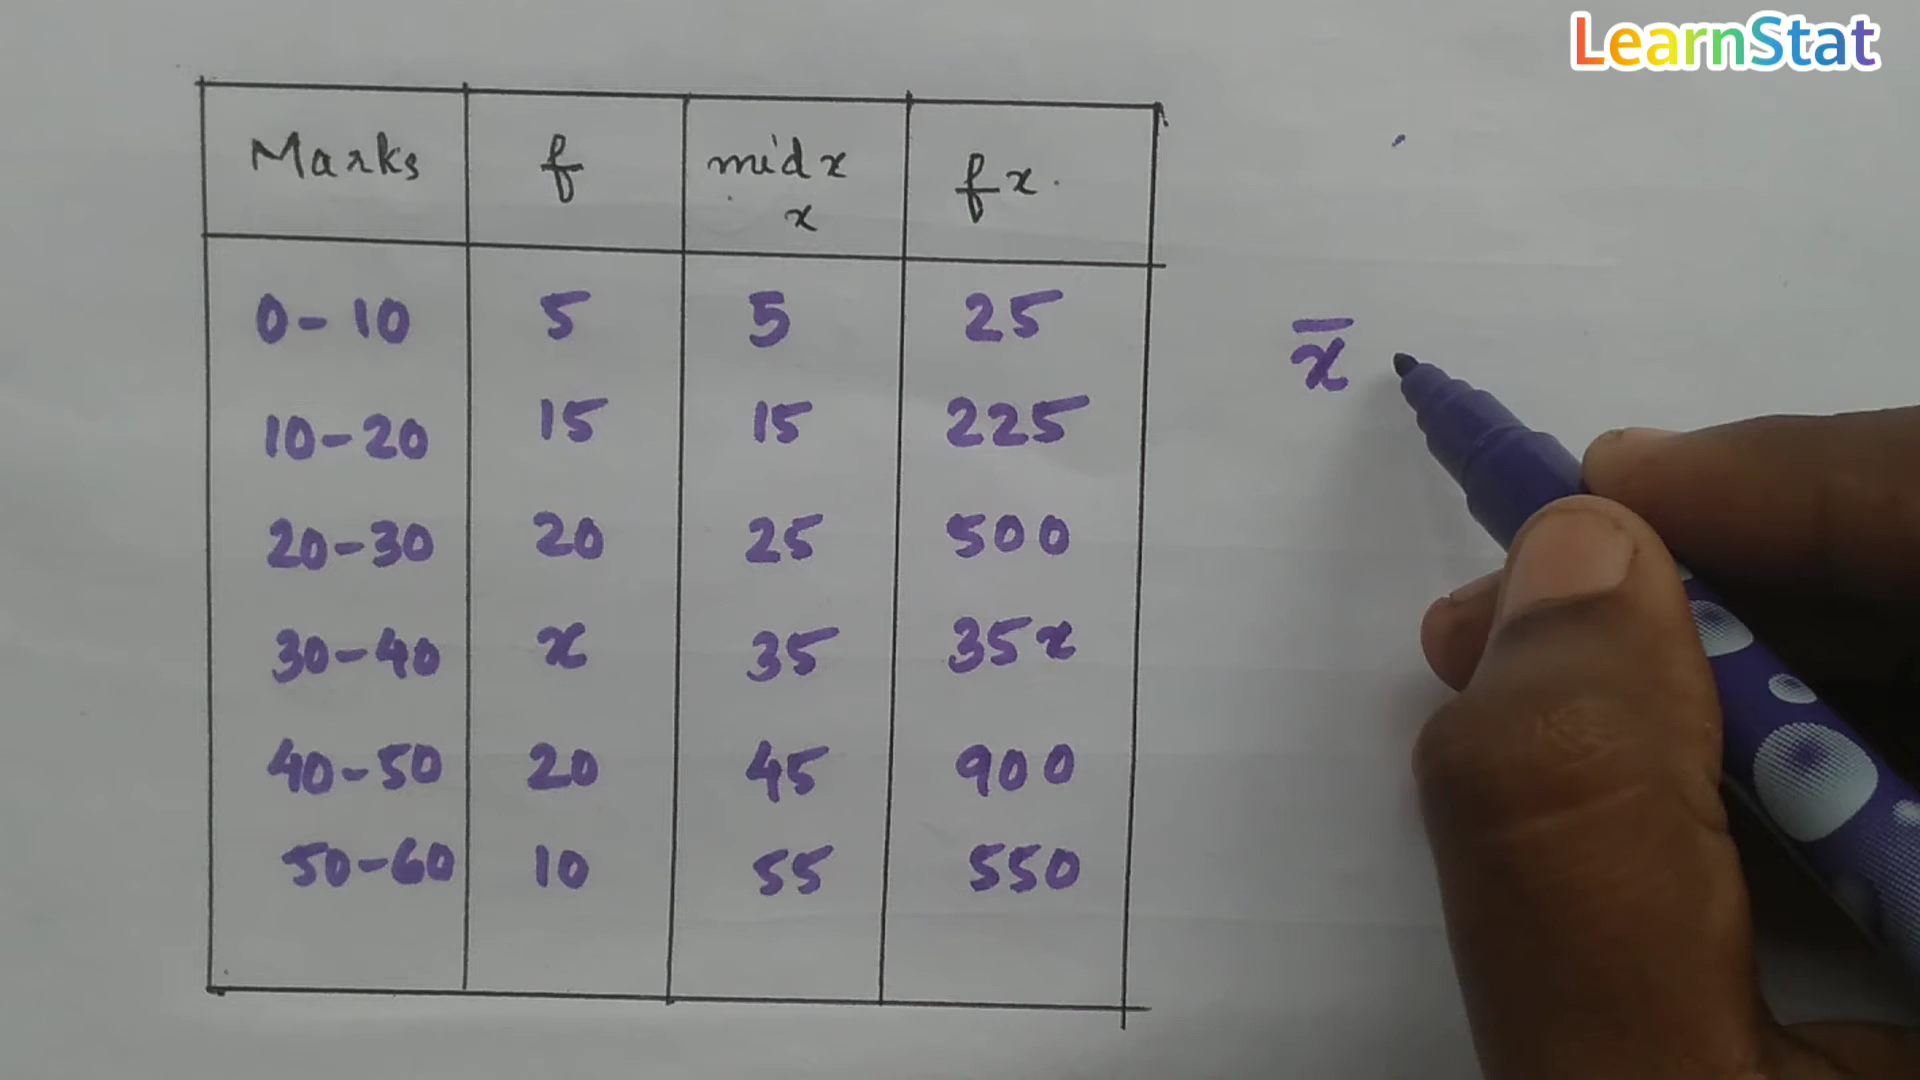 LearnStat
Marks f mid x fx.
x
0-10 5 5 25
10-20 15 15 225
20-30 20 25 500
30-40 x 35 35x
40-50 20 45 900
50-60 10 55 550
x̄